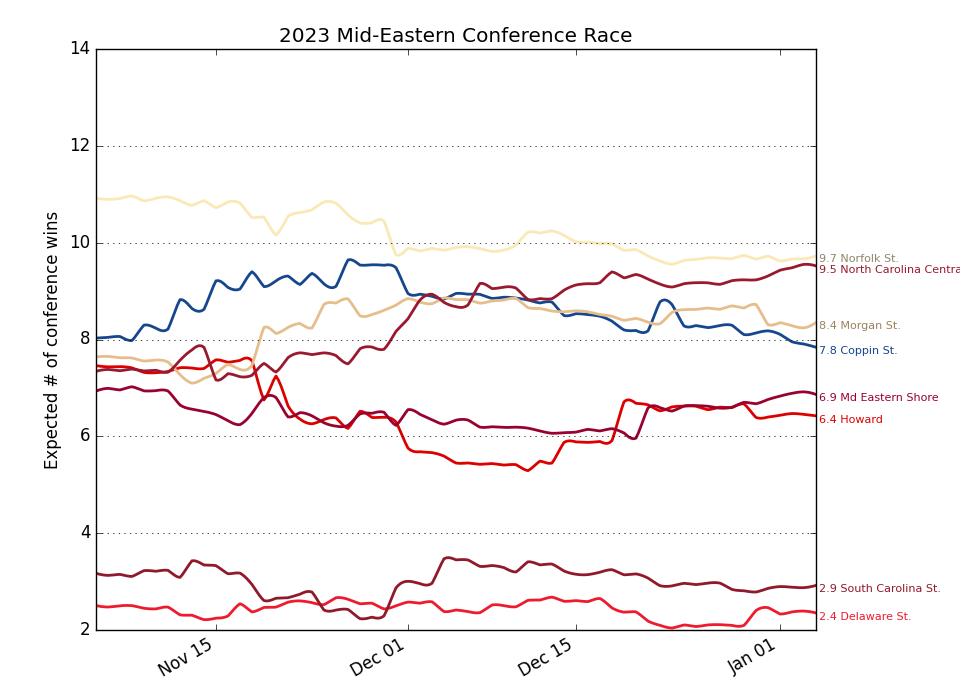 2023 Mid-Eastern Conference Race
Expected # of conference wins
14
12
10
8
6
4
2
Nov 15
Dec 01
Dec 15
Jan 01
9.7 Norfolk St.
9.5 North Carolina Centra
8.4 Morgan St.
7.8 Coppin St.
6.9 Md Eastern Shore
6.4 Howard
2.9 South Carolina St.
2.4 Delaware St.